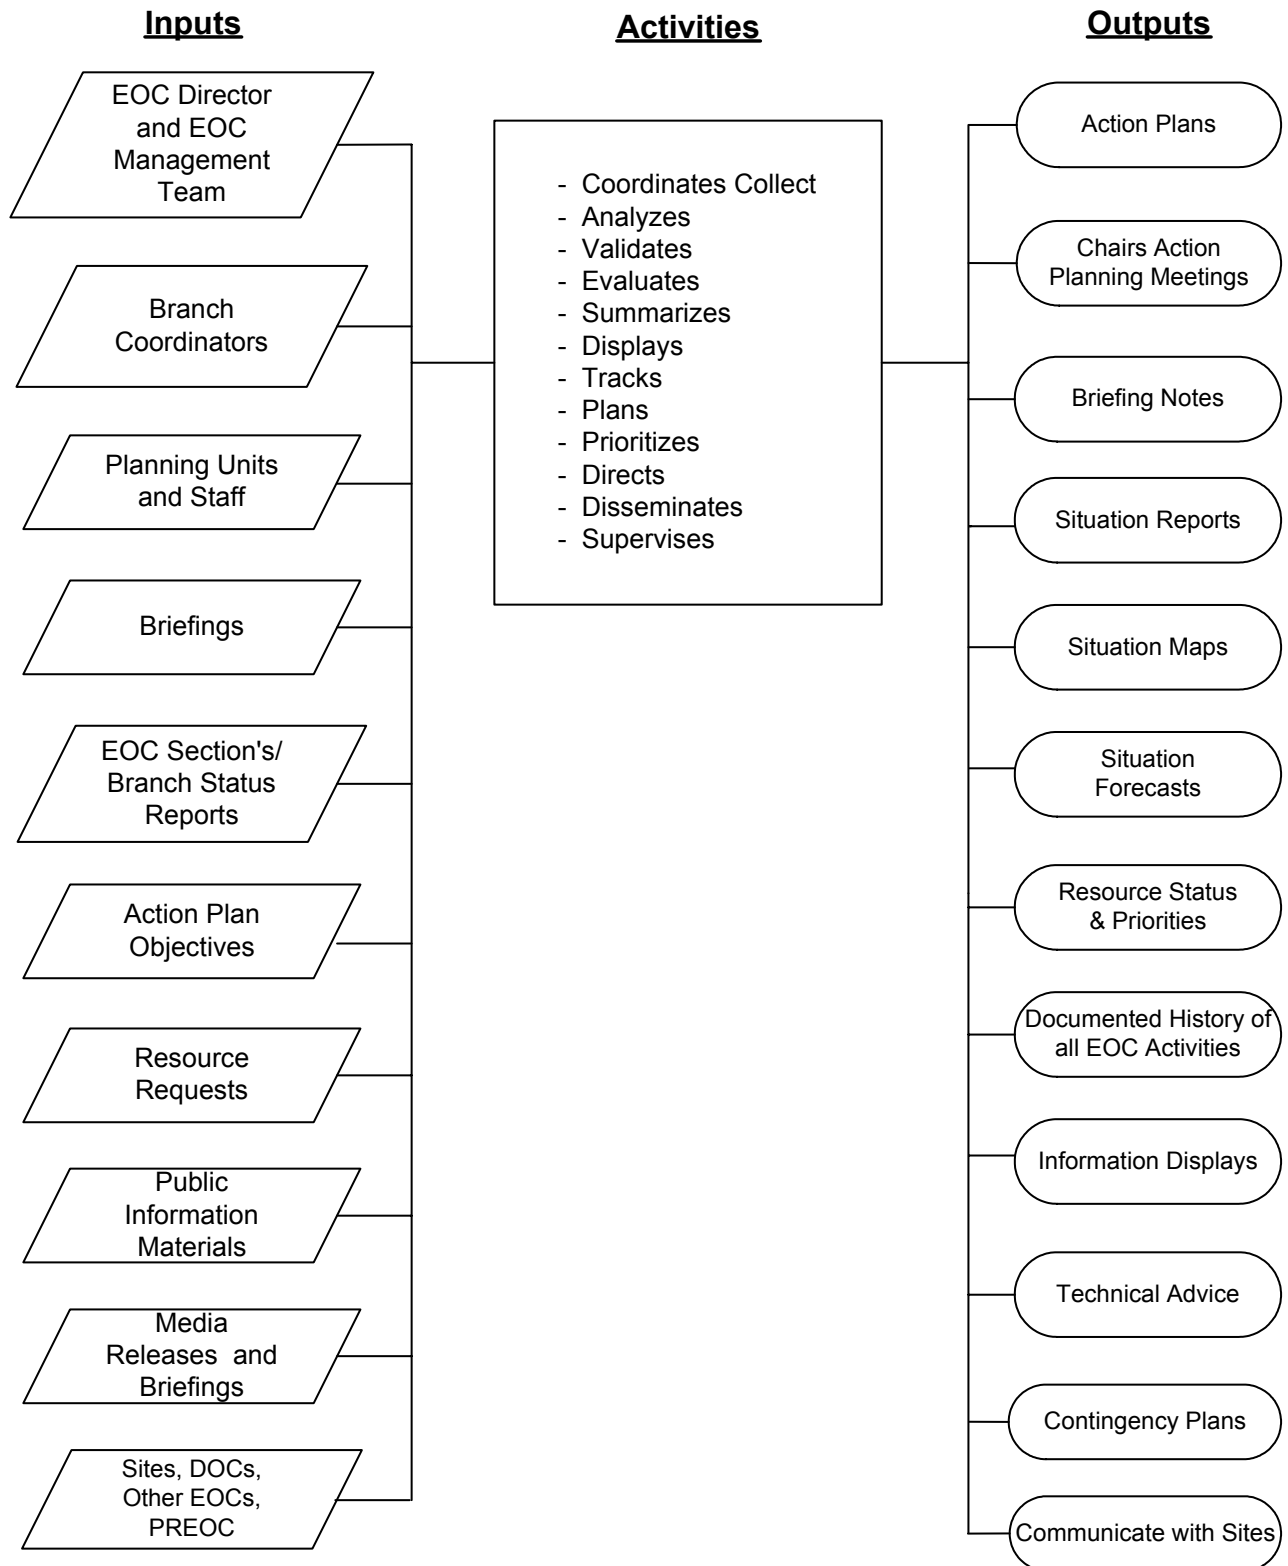 Inputs
Activities
Outputs
EOC Director
and EOC
Management
Team
Branch
Coordinators
Planning Units
and Staff
Briefings
EOC Section's/
Branch Status
Reports
Action Plan
Objectives
Resource
Requests
Public
Information
Materials
Media
Releases and
Briefings
Sites, DOCs,
Other EOCs,
PREOC
- Coordinates Collect
- Analyzes
- Validates
- Evaluates
- Summarizes
- Displays
- Tracks
- Plans
- Prioritizes
- Directs
- Disseminates
- Supervises
Action Plans
Chairs Action
Planning Meetings
Briefing Notes
Situation Reports
Situation Maps
Situation
Forecasts
Resource Status
& Priorities
Documented History of
all EOC Activities
Information Displays
Technical Advice
Contingency Plans
Communicate with Sites